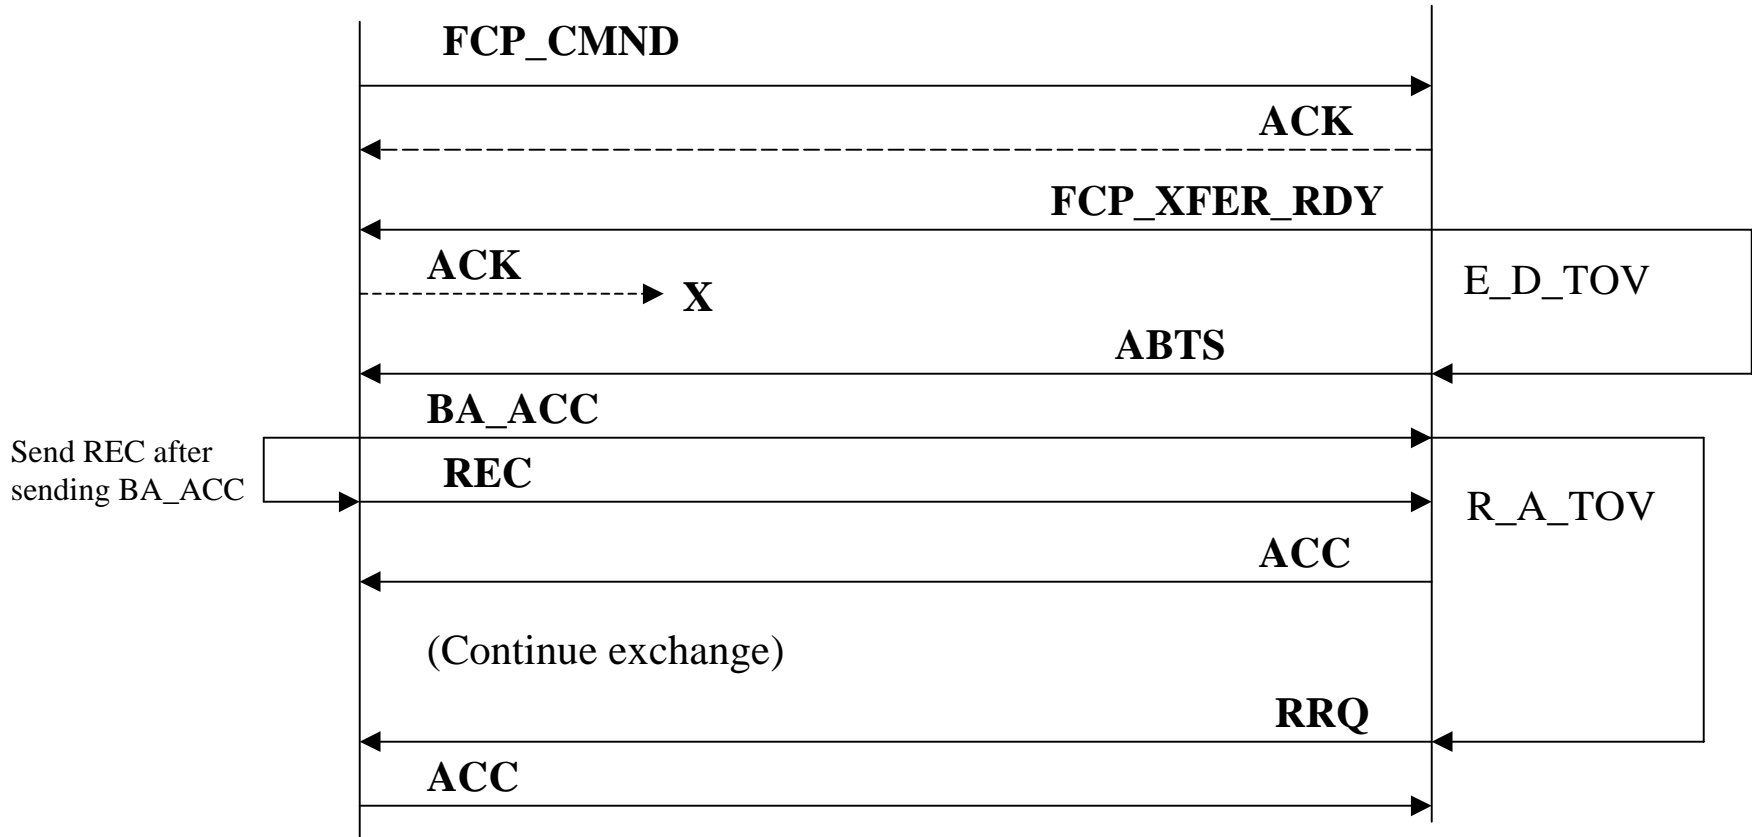 FCP_CMND
ACK
FCP_XFER_RDY
ACK
X
E_D_TOV
ABTS
BA_ACC
Send REC after
sending BA_ACC
REC
R_A_TOV
ACC
(Continue exchange)
RRQ
ACC